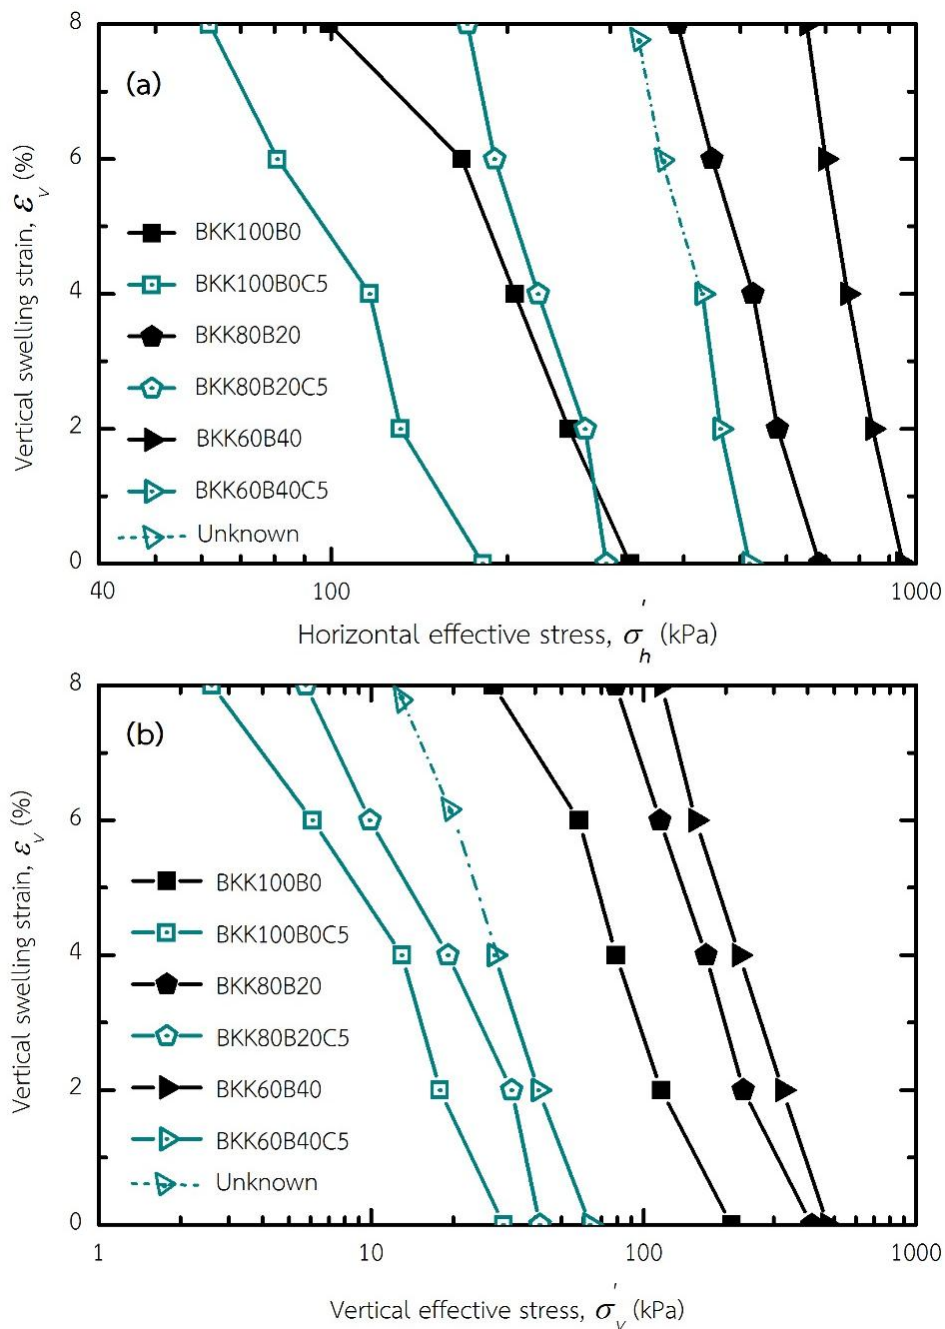 8
(a)
6
Vertical swelling strain, εv (%)
BKK100B0
BKK100B0C5
4
BKK80B20
BKK80B20C5
2
BKK60B40
BKK60B40C5
Unknown
0
40 100 1000
Horizontal effective stress, σ'h (kPa)
8
(b)
6
Vertical swelling strain, εv (%)
BKK100B0
BKK100B0C5
4
BKK80B20
BKK80B20C5
2
BKK60B40
BKK60B40C5
Unknown
0
1 10 100 1000
Vertical effective stress, σ'v (kPa)